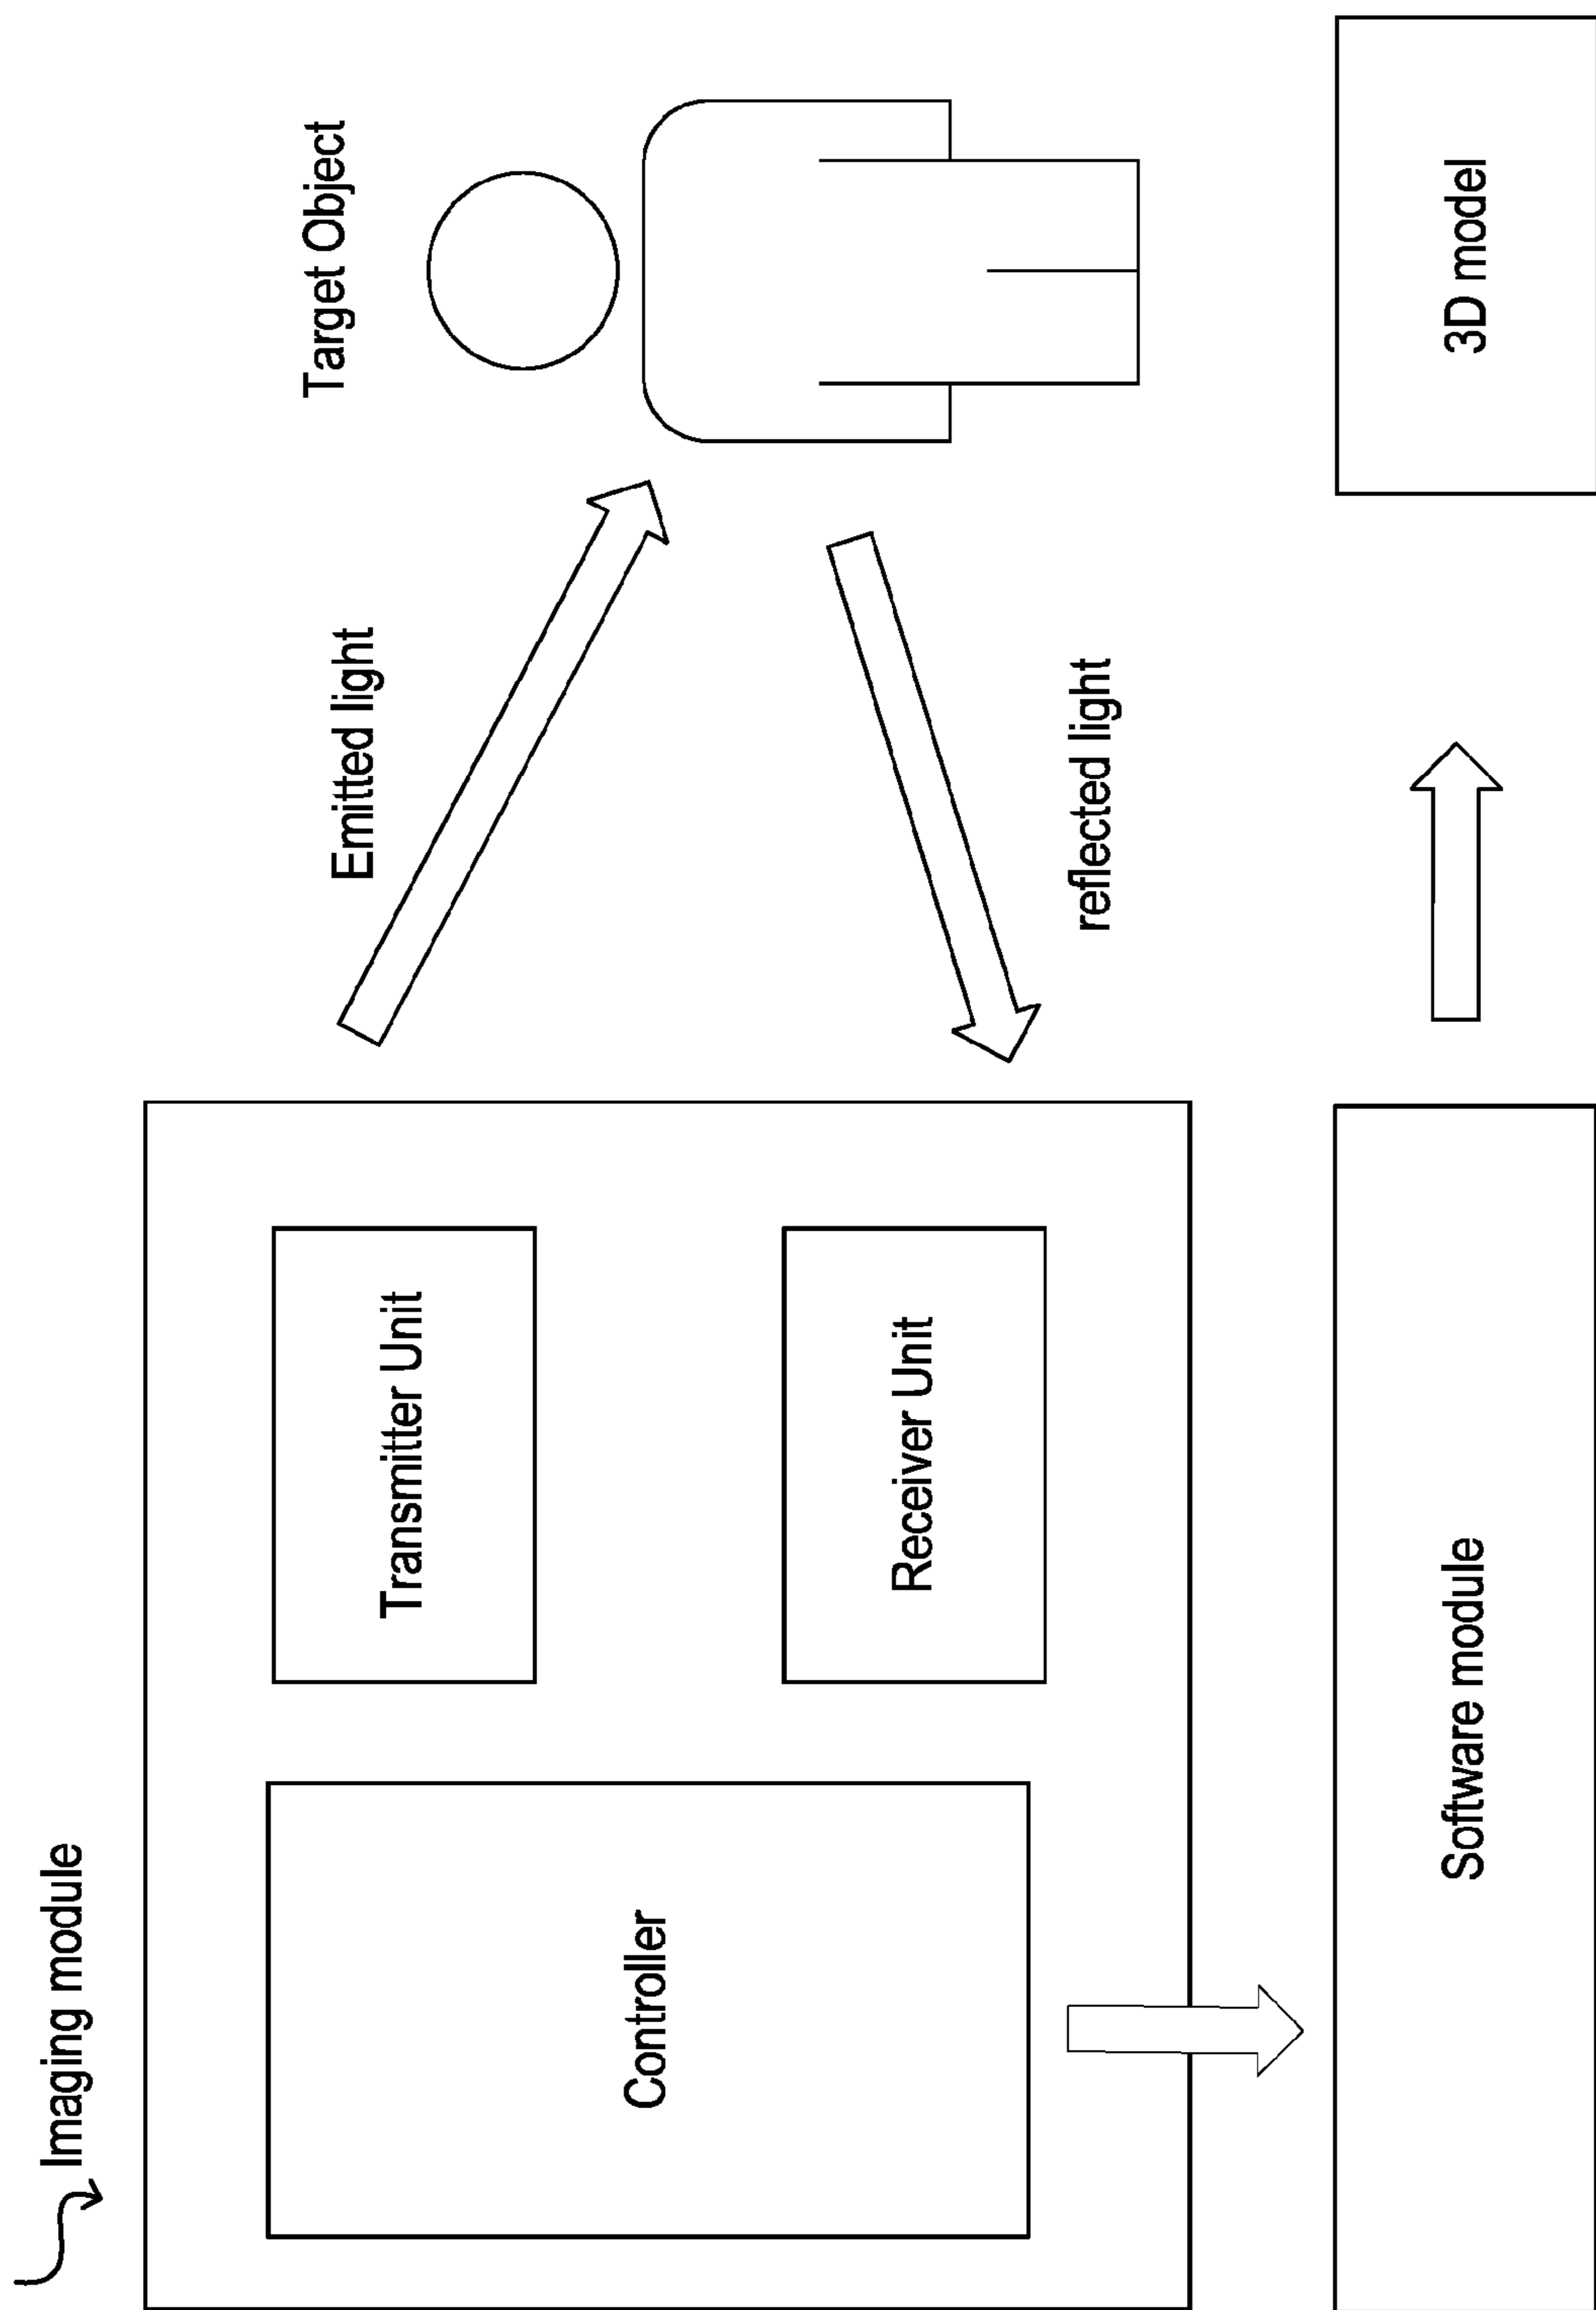 Imaging module
Controller
Transmitter Unit
Receiver Unit
Emitted light
reflected light
Target Object
Software module
3D model